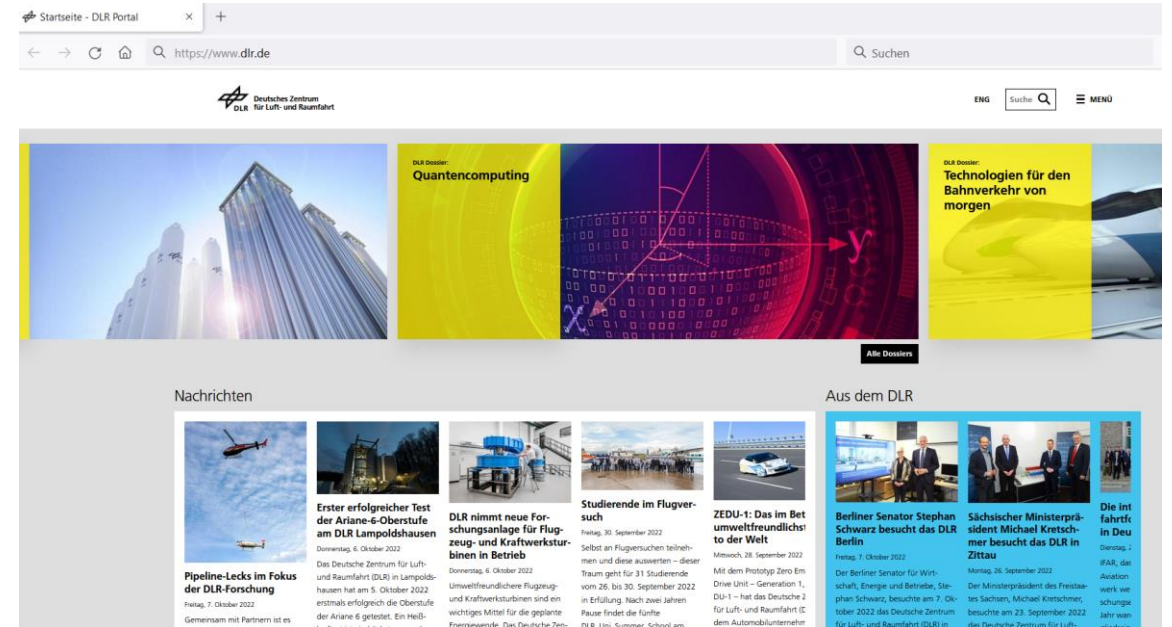 Startseite - DLR Portal
https://www.dlr.de
Suchen
DLR
Deutsches Zentrum
für Luft- und Raumfahrt
ENG
Suche
MENÜ
DLR Dossier:
Quantencomputing
y
x
DLR Dossier:
Technologien für den
Bahnverkehr von
morgen
Alle Dossiers
Nachrichten
Pipeline-Lecks im Fokus
der DLR-Forschung
Freitag, 7. Oktober 2022
Gemeinsam mit Partnern ist es
Erster erfolgreicher Test
der Ariane-6-Oberstufe
am DLR Lampoldshausen
Donnerstag, 6. Oktober 2022
Das Deutsche Zentrum für Luft-
und Raumfahrt (DLR) in Lampolds-
hausen hat am 5. Oktober 2022
erstmals erfolgreich die Oberstufe
der Ariane 6 getestet. Ein Heiß-
DLR nimmt neue For-
schungsanlage für Flug-
zeug- und Kraftwerkstur-
binen in Betrieb
Donnerstag, 6. Oktober 2022
Umweltfreundlichere Flugzeug-
und Kraftwerksturbinen sind ein
wichtiges Mittel für die geplante
Energiewende. Das Deutsche Zen-
Studierende im Flugver-
such
Freitag, 30. September 2022
Selbst an Flugversuchen teilneh-
men und diese auswerten – dieser
Traum geht für 31 Studierende
vom 26. bis 30. September 2022
in Erfüllung. Nach zwei Jahren
Pause findet die fünfte
DLR_Uni_Summer_School am
ZEDU-1: Das im Bet
umweltfreundlichst
to der Welt
Mittwoch, 28. September 2022
Mit dem Prototyp Zero Em
Drive Unit – Generation 1,
DU-1 – hat das Deutsche Z
für Luft- und Raumfahrt (D
dem Automobilunternehm
Aus dem DLR
Berliner Senator Stephan
Schwarz besucht das DLR
Berlin
Freitag, 7. Oktober 2022
Der Berliner Senator für Wirt-
schaft, Energie und Betriebe, Ste-
phan Schwarz, besuchte am 7. Ok-
tober 2022 das Deutsche Zentrum
für Luft- und Raumfahrt (DLR) in
Sächsischer Ministerprä-
sident Michael Kretsch-
mer besucht das DLR in
Zittau
Montag, 26. September 2022
Der Ministerpräsident des Freistaa-
tes Sachsen, Michael Kretschmer,
besuchte am 23. September 2022
das Deutsche Zentrum für Luft-
Die int
fahrtfo
in Deu
Dienstag, 
IFAR, das
Aviation
werk we
schungse
Jahr wan